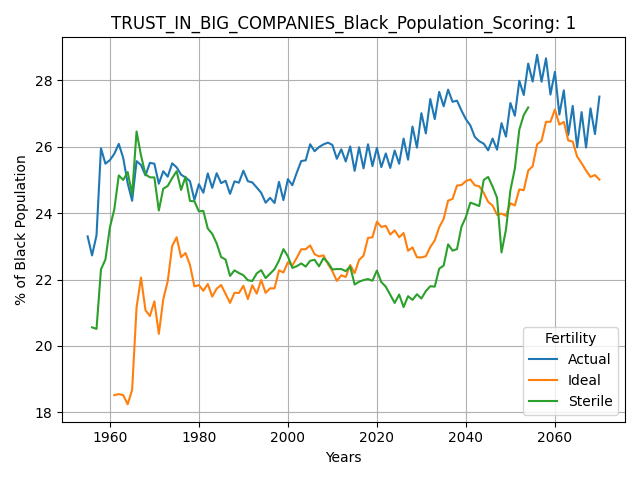 TRUST_IN_BIG_COMPANIES_Black_Population_Scoring: 1
% of Black Population
28
26
24
22
20
18
1960
1980
2000
2020
2040
2060
Years
Fertility
Actual
Ideal
Sterile